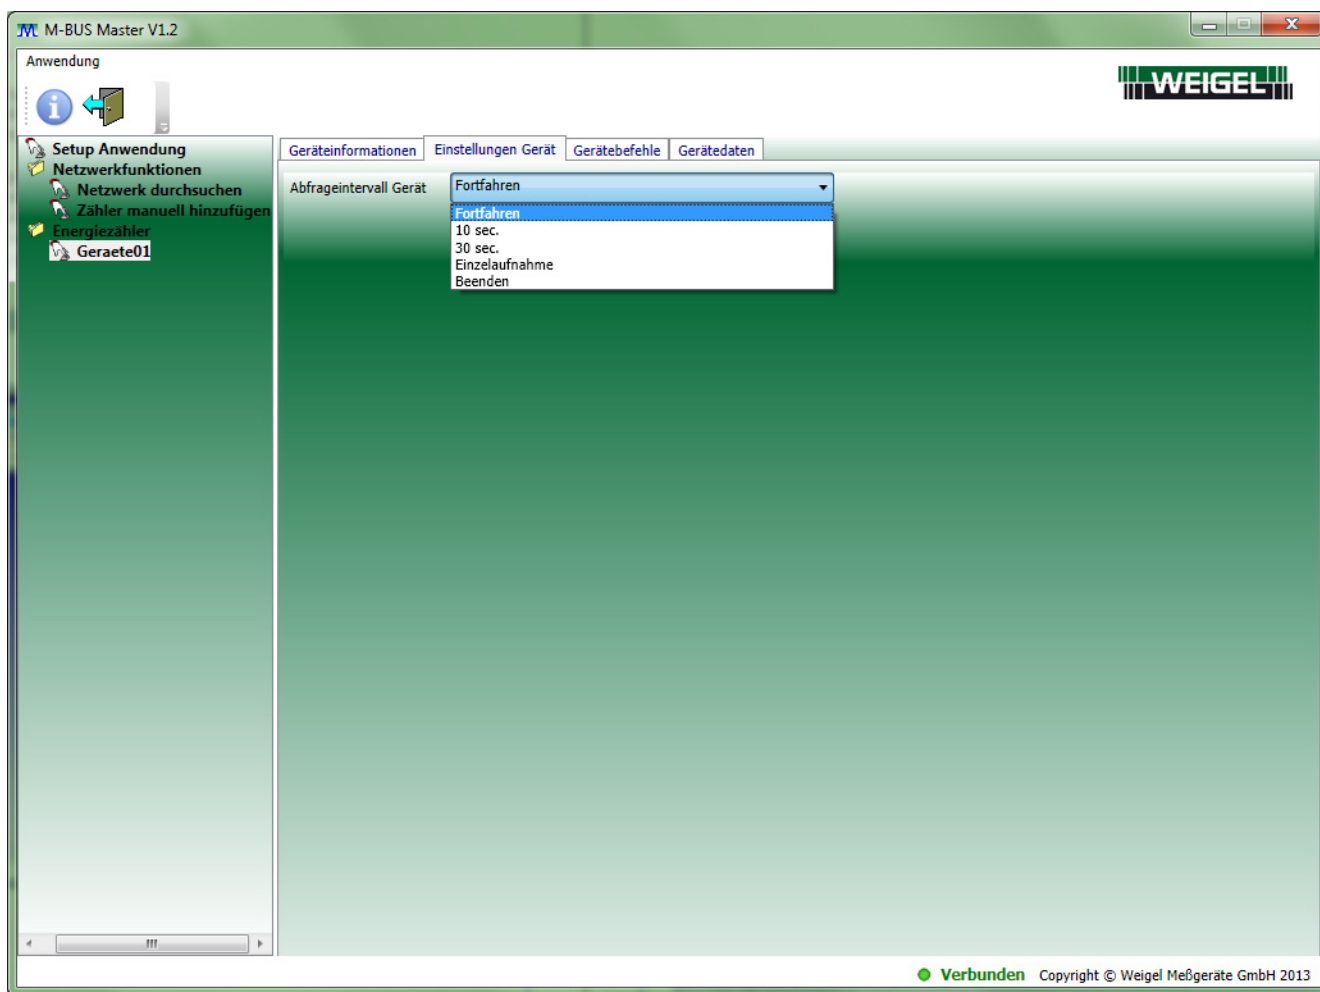 M-BUS Master V1.2
Anwendung
WEIGEL
Setup Anwendung
Netzwerkfunktionen
Netzwerk durchsuchen
Zähler manuell hinzufügen
Energiezähler
Geraete01
Geräteinformationen Einstellungen Gerät Gerätebefehle Gerätedaten
Abfrageintervall Gerät Fortfahren
Fortfahren
10 sec.
30 sec.
Einzelaufnahme
Beenden
Verbunden Copyright © Weigel Meßgeräte GmbH 2013